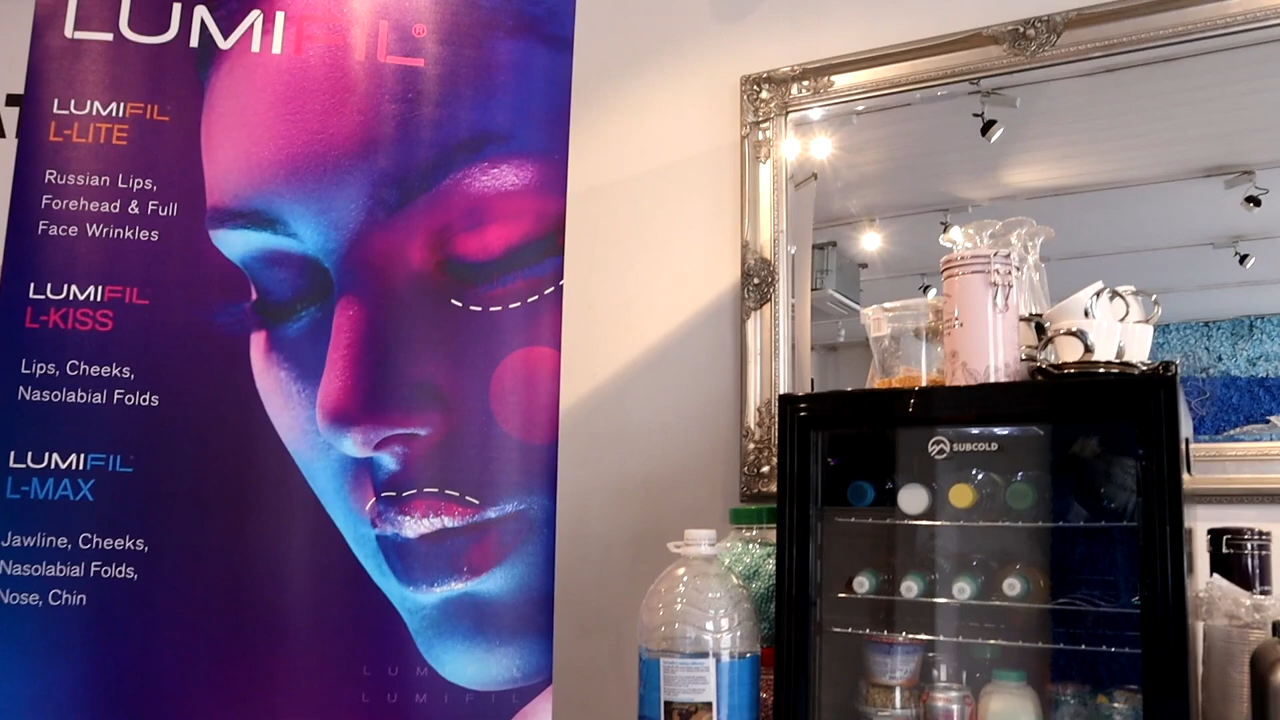 LUMIFIL®
LUMIFIL
L-LITE
Russian Lips,
Forehead & Full
Face Wrinkles
LUMIFIL
L-KISS
Lips, Cheeks,
Nasolabial Folds
LUMIFIL
L-MAX
Jawline, Cheeks,
Nasolabial Folds,
Nose, Chin
LUMIFIL
SUBCOLD